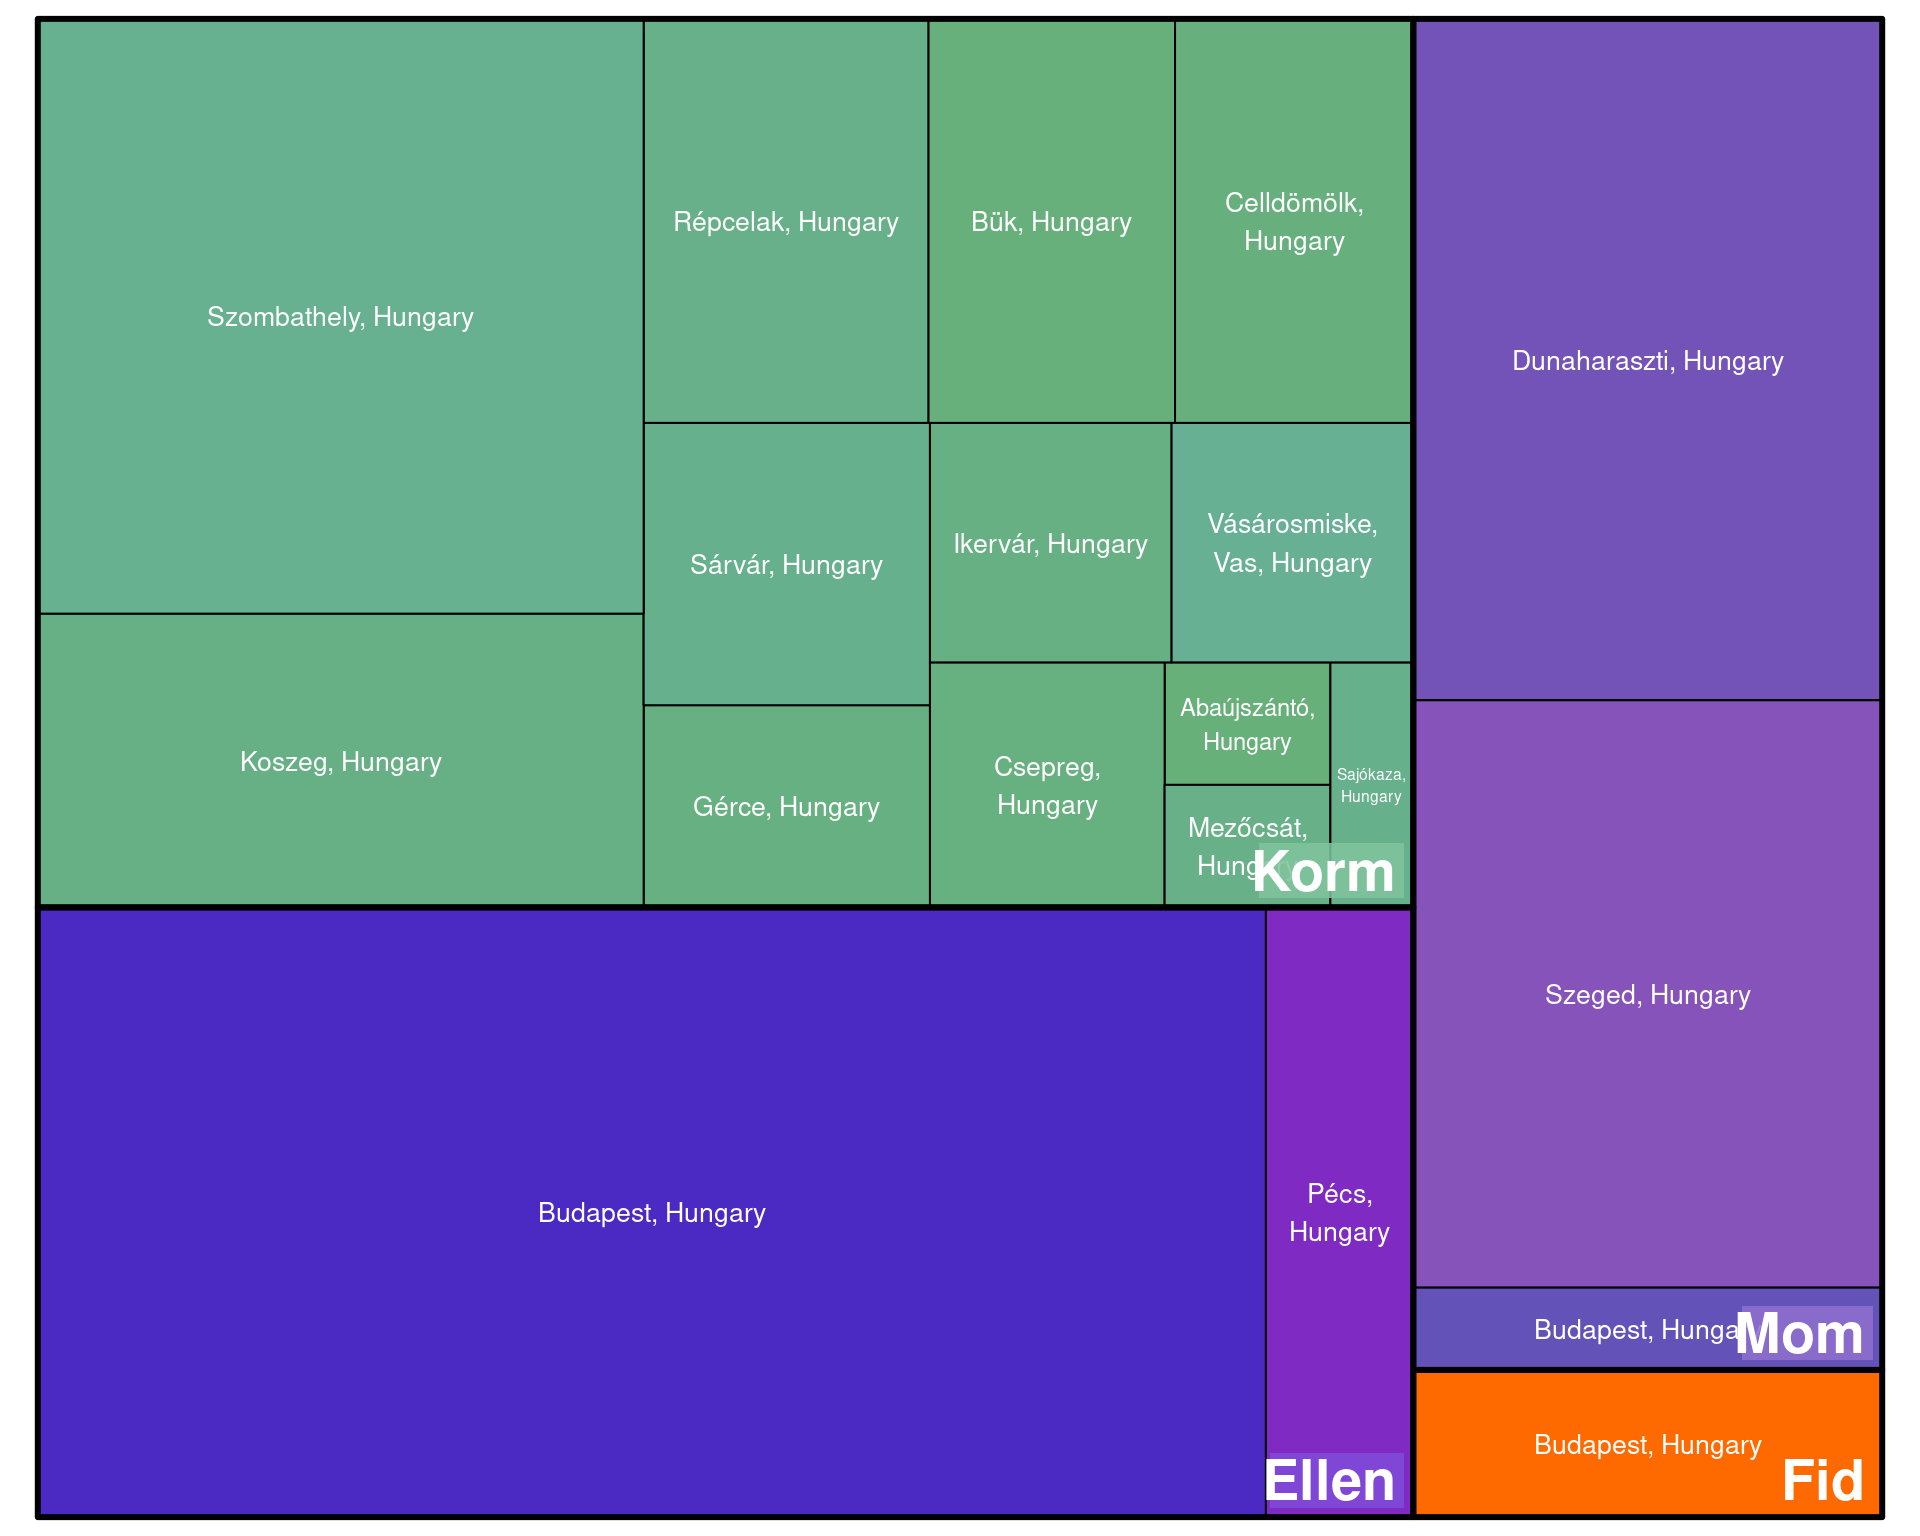 Szombathely, Hungary
Répcelak, Hungary
Bük, Hungary
Celldömölk,
Hungary
Dunaharaszti, Hungary
Sárvár, Hungary
Ikervár, Hungary
Vásárosmiske,
Vas, Hungary
Koszeg, Hungary
Gérce, Hungary
Csepreg,
Hungary
Abaújszántó,
Hungary
Sajókaza,
Hungary
Mezőcsát,
Korm
Szeged, Hungary
Budapest, Hungary
Pécs,
Hungary
Ellen
Budapest,
Mom
Budapest, Hungary
Fid